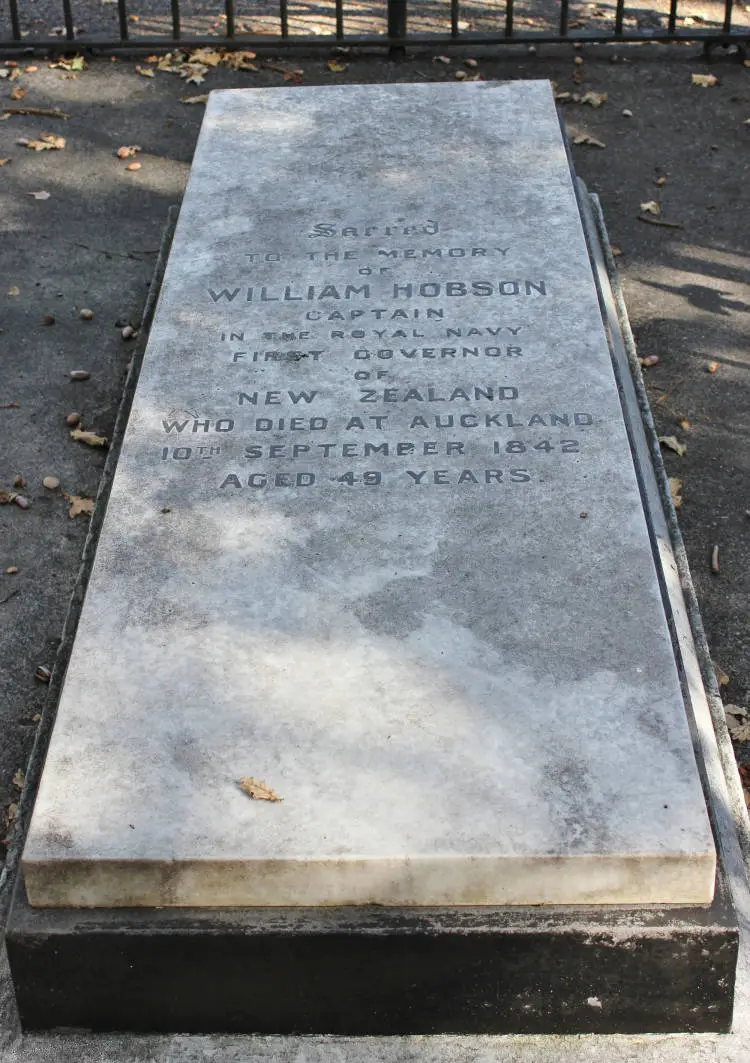 Sacred
TO THE MEMORY
OF
WILLIAM HOBSON
CAPTAIN
IN THE ROYAL NAVY
FIRST GOVERNOR
OF
NEW ZEALAND
WHO DIED AT AUCKLAND
10TH SEPTEMBER 1842
AGED 49 YEARS.